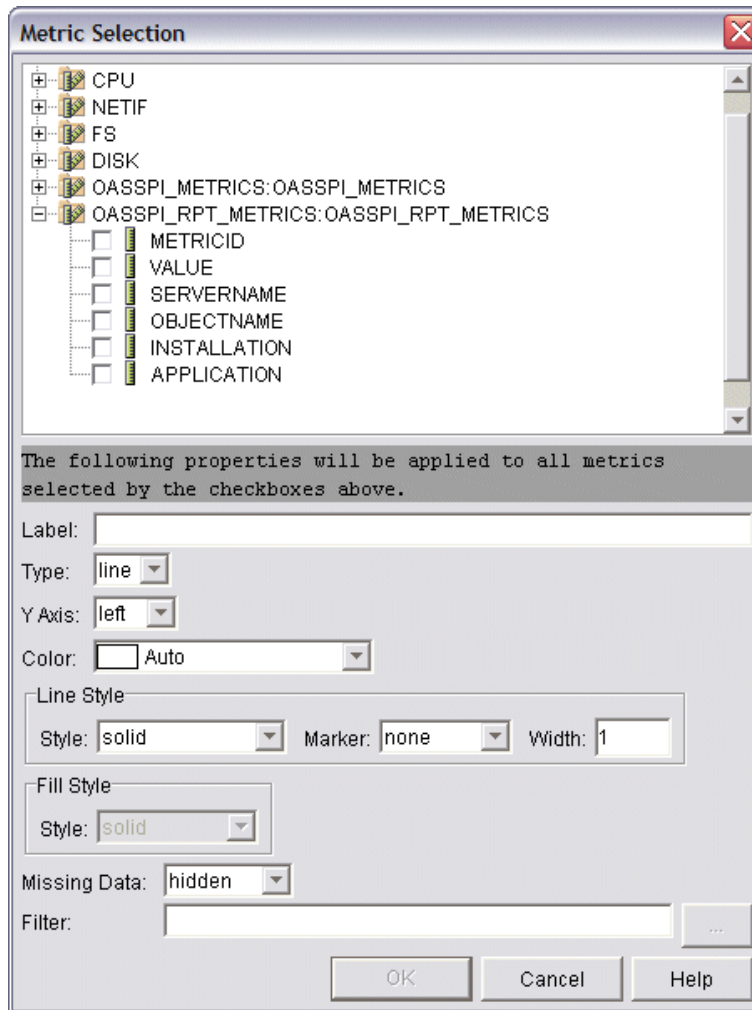 Metric Selection
CPU
NETIF
FS
DISK
OASSPI_METRICS:OASSPI_METRICS
OASSPI_RPT_METRICS:OASSPI_RPT_METRICS
METRICID
VALUE
SERVERNAME
OBJECTNAME
INSTALLATION
APPLICATION
The following properties will be applied to all metrics
selected by the checkboxes above.
Label:
Type: line
Y Axis: left
Color: Auto
Line Style
Style: solid Marker: none Width: 1
Fill Style
Style: solid
Missing Data: hidden
Filter: ...
OK Cancel Help